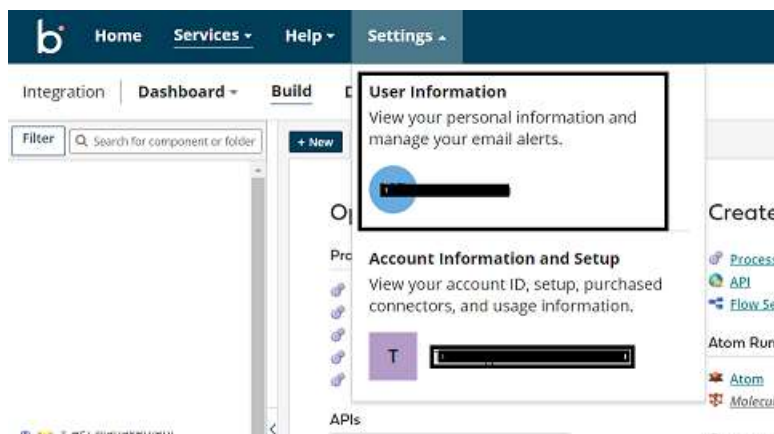 b Home Services Help Settings
Integration Dashboard Build
User Information
View your personal information and
manage your email alerts.
Filter Search for component or folder + New
Create
Account Information and Setup
View your account ID, setup, purchased
connectors, and usage information.
T
Process
API
Flow Se
Atom Run
Atom
Molecul
APIs